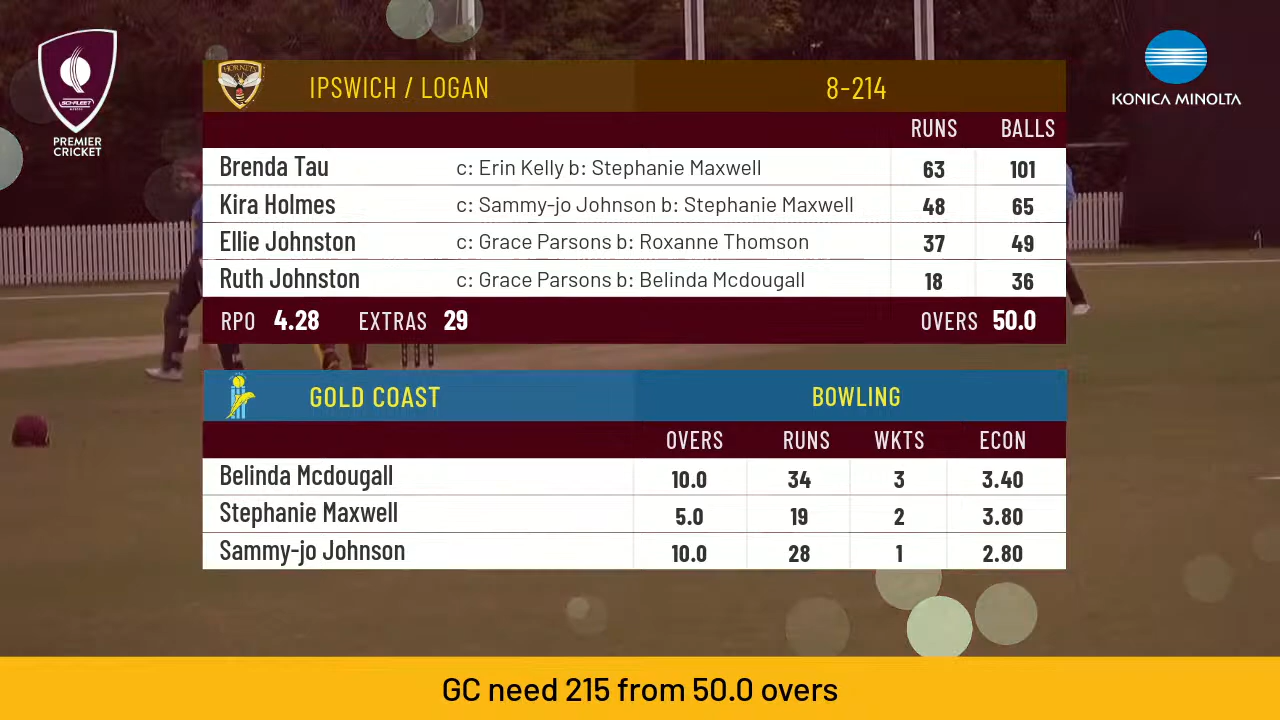 HORNETS
IPSWICH / LOGAN 8-214
KONICA MINOLTA
PREMIER
CRICKET
RUNS BALLS
Brenda Tau c: Erin Kelly b: Stephanie Maxwell 63 101
Kira Holmes c: Sammy-jo Johnson b: Stephanie Maxwell 48 65
Ellie Johnston c: Grace Parsons b: Roxanne Thomson 37 49
Ruth Johnston c: Grace Parsons b: Belinda Mcdougall 18 36
RPO 4.28 EXTRAS 29 OVERS 50.0
GOLD COAST BOWLING
OVERS RUNS WKTS ECON
Belinda Mcdougall 10.0 34 3 3.40
Stephanie Maxwell 5.0 19 2 3.80
Sammy-jo Johnson 10.0 28 1 2.80
GC need 215 from 50.0 overs